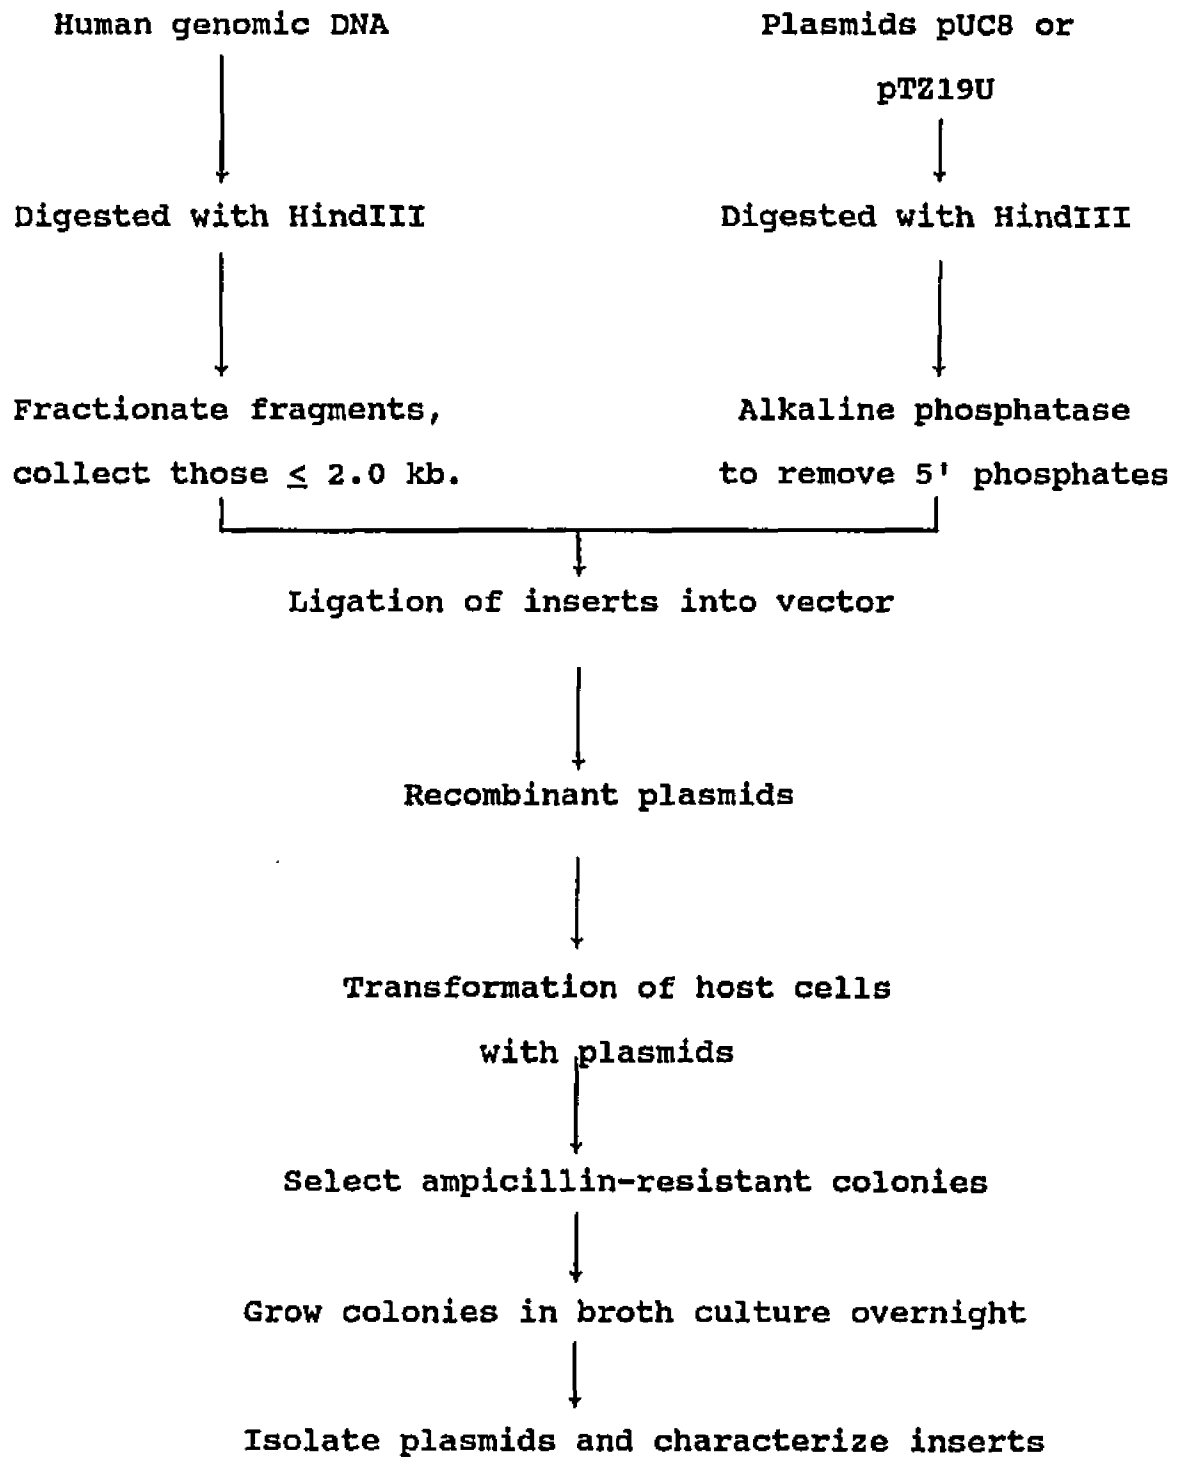 Human genomic DNA
Plasmids pUC8 or
pTZ19U
Digested with HindIII
Digested with HindIII
Fractionate fragments,
collect those ≤ 2.0 kb.
Alkaline phosphatase
to remove 5' phosphates
Ligation of inserts into vector
Recombinant plasmids
Transformation of host cells
with plasmids
Select ampicillin-resistant colonies
Grow colonies in broth culture overnight
Isolate plasmids and characterize inserts